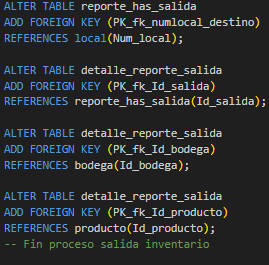 ALTER TABLE reporte_has_salida
ADD FOREIGN KEY (PK_fk_numlocal_destino)
REFERENCES local(Num_local);
ALTER TABLE detalle_reporte_salida
ADD FOREIGN KEY (PK_fk_Id_salida)
REFERENCES reporte_has_salida(Id_salida);
ALTER TABLE detalle_reporte_salida
ADD FOREIGN KEY (PK_fk_Id_bodega)
REFERENCES bodega(Id_bodega);
ALTER TABLE detalle_reporte_salida
ADD FOREIGN KEY (PK_fk_Id_producto)
REFERENCES producto(Id_producto);
-- Fin proceso salida inventario